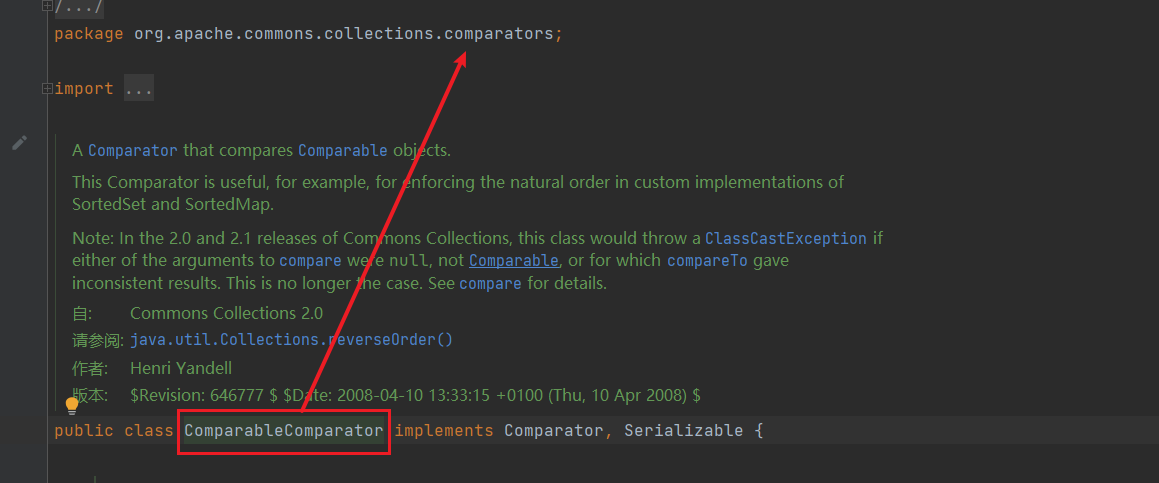 /.../
package org.apache.commons.collections.comparators;
import ...
A Comparator that compares Comparable objects.
This Comparator is useful, for example, for enforcing the natural order in custom implementations of
SortedSet and SortedMap.
Note: In the 2.0 and 2.1 releases of Commons Collections, this class would throw a ClassCastException if
either of the arguments to compare were null, not Comparable, or for which compareTo gave
inconsistent results. This is no longer the case. See compare for details.
自: Commons Collections 2.0
请参阅: java.util.Collections.reverseOrder()
作者: Henri Yandell
版本: $Revision: 646777 $ $Date: 2008-04-10 13:33:15 +0100 (Thu, 10 Apr 2008) $
public class ComparableComparator implements Comparator, Serializable {